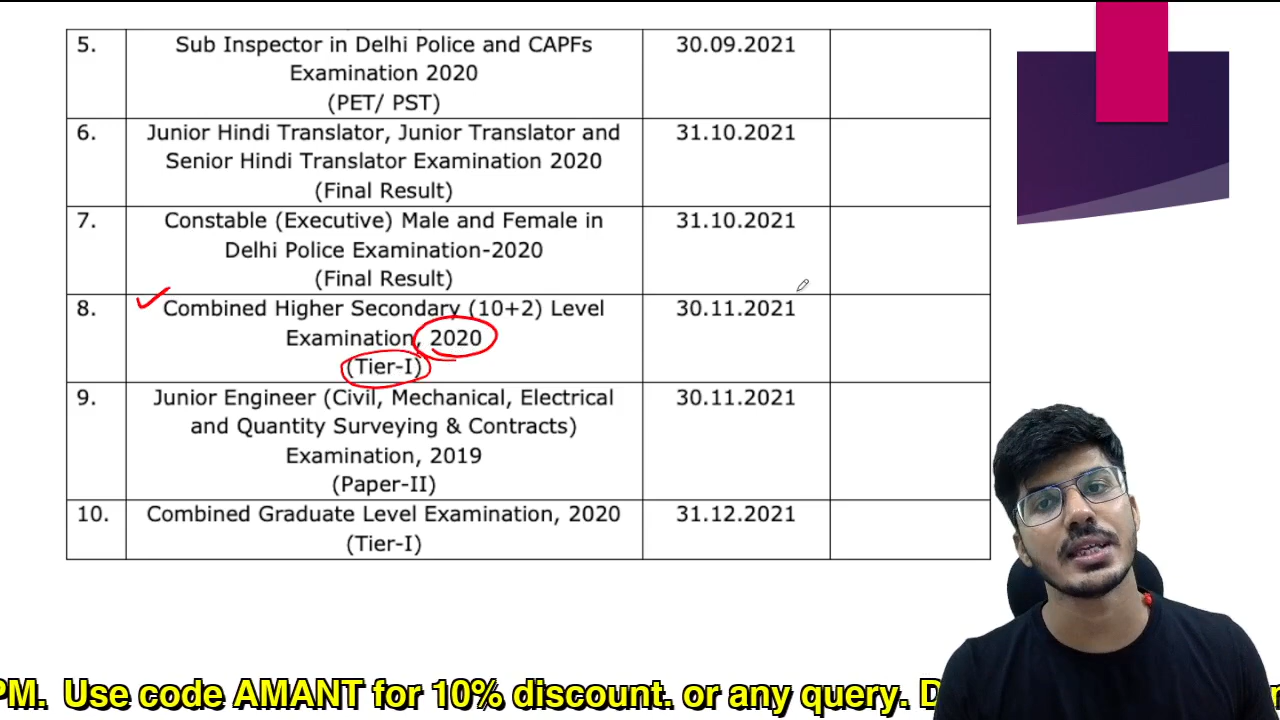 5.
Sub Inspector in Delhi Police and CAPFs
Examination 2020
(PET/ PST)
30.09.2021
6.
Junior Hindi Translator, Junior Translator and
Senior Hindi Translator Examination 2020
(Final Result)
31.10.2021
7.
Constable (Executive) Male and Female in
Delhi Police Examination-2020
(Final Result)
31.10.2021
8.
Combined Higher Secondary (10+2) Level
Examination, 2020
(Tier-I)
30.11.2021
9.
Junior Engineer (Civil, Mechanical, Electrical
and Quantity Surveying & Contracts)
Examination, 2019
(Paper-II)
30.11.2021
10.
Combined Graduate Level Examination, 2020
(Tier-I)
31.12.2021
PM. Use code AMANT for 10% discount. or any query. D